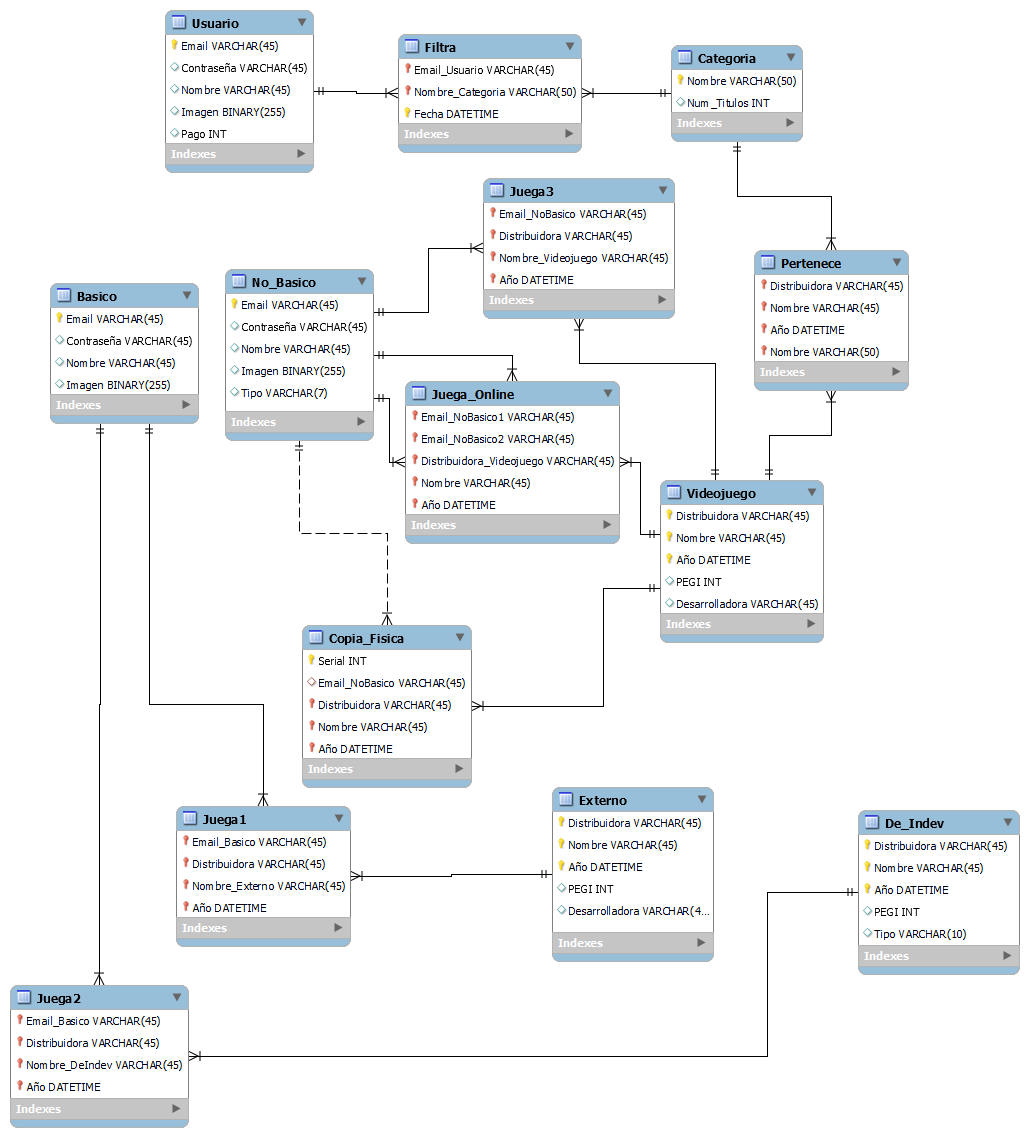 Usuario
Email VARCHAR(45)
Contraseña VARCHAR(45)
Nombre VARCHAR(45)
Imagen BINARY(255)
Pago INT
Indexes
Filtra
Email_Usuario VARCHAR(45)
Nombre_Categoria VARCHAR(50)
Fecha DATETIME
Indexes
Categoria
Nombre VARCHAR(50)
Num_Titulos INT
Indexes
Juega3
Email_NoBasico VARCHAR(45)
Distribuidora VARCHAR(45)
Nombre_Videojuego VARCHAR(45)
Año DATETIME
Indexes
Pertenece
Distribuidora VARCHAR(45)
Nombre VARCHAR(45)
Año DATETIME
Nombre VARCHAR(50)
Indexes
Basico
Email VARCHAR(45)
Contraseña VARCHAR(45)
Nombre VARCHAR(45)
Imagen BINARY(255)
Indexes
No_Basico
Email VARCHAR(45)
Contraseña VARCHAR(45)
Nombre VARCHAR(45)
Imagen BINARY(255)
Tipo VARCHAR(7)
Indexes
Juega_Online
Email_NoBasico1 VARCHAR(45)
Email_NoBasico2 VARCHAR(45)
Distribuidora_Videojuego VARCHAR(45)
Nombre VARCHAR(45)
Año DATETIME
Indexes
Videojuego
Distribuidora VARCHAR(45)
Nombre VARCHAR(45)
Año DATETIME
PEGI INT
Desarrolladora VARCHAR(45)
Indexes
Copia_Fisica
Serial INT
Email_NoBasico VARCHAR(45)
Distribuidora VARCHAR(45)
Nombre VARCHAR(45)
Año DATETIME
Indexes
Juega1
Email_Basico VARCHAR(45)
Distribuidora VARCHAR(45)
Nombre_Externo VARCHAR(45)
Año DATETIME
Indexes
Externo
Distribuidora VARCHAR(45)
Nombre VARCHAR(45)
Año DATETIME
PEGI INT
Desarrolladora VARCHAR(4...
Indexes
De_Indev
Distribuidora VARCHAR(45)
Nombre VARCHAR(45)
Año DATETIME
PEGI INT
Tipo VARCHAR(10)
Indexes
Juega2
Email_Basico VARCHAR(45)
Distribuidora VARCHAR(45)
Nombre_DeIndev VARCHAR(45)
Año DATETIME
Indexes